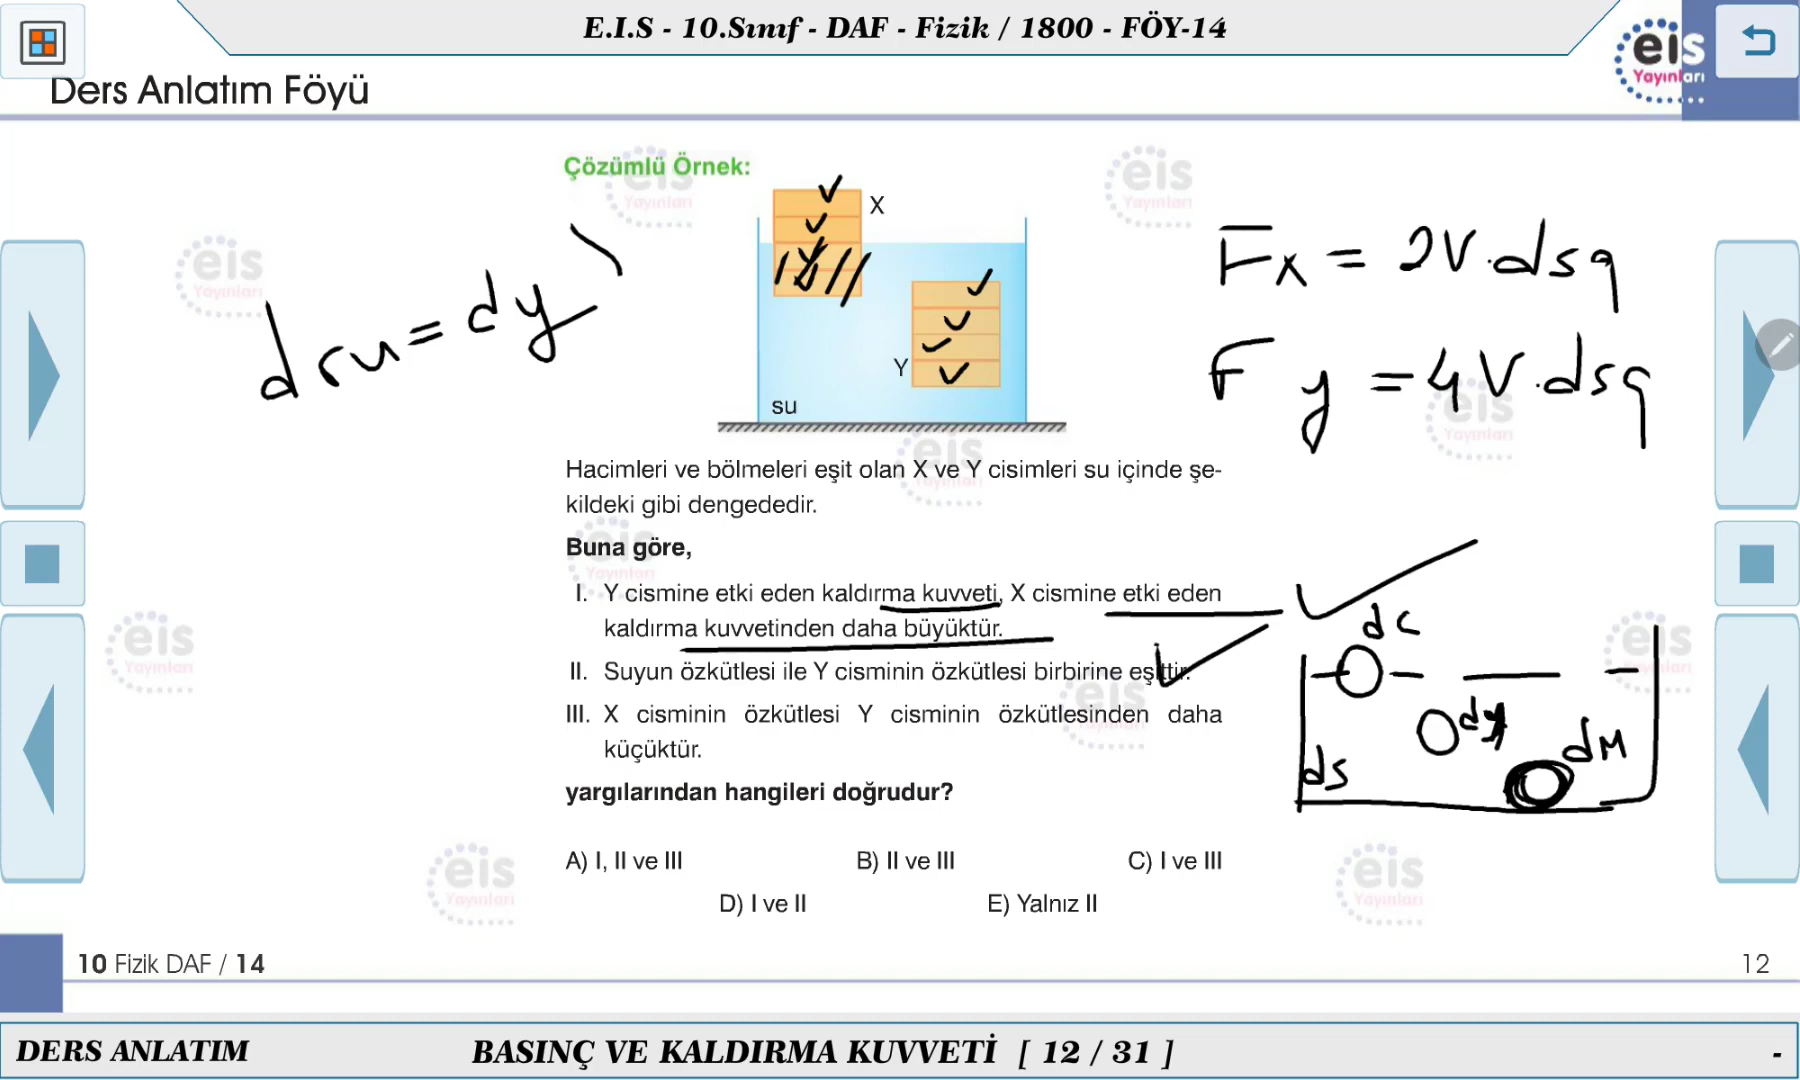 E.I.S - 10.Sınıf - DAF - Fizik / 1800 - FÖY-14
eis
Yayınları
Ders Anlatım Föyü
Çözümlü Örnek:
X
Y
su
dsu = dy
Fx = 2V.dsg
Fy = 4V.dsg
Hacimleri ve bölmeleri eşit olan X ve Y cisimleri su içinde şe-
kildeki gibi dengededir.
Buna göre,
I. Y cismine etki eden kaldırma kuvveti, X cismine etki eden
kaldırma kuvvetinden daha büyüktür.
II. Suyun özkütlesi ile Y cisminin özkütlesi birbirine eşittir.
III. X cisminin özkütlesi Y cisminin özkütlesinden daha
küçüktür.
yargılarından hangileri doğrudur?
dc
dy
dM
ds
A) I, II ve III
B) II ve III
C) I ve III
D) I ve II
E) Yalnız II
10 Fizik DAF / 14
12
DERS ANLATIM
BASINÇ VE KALDIRMA KUVVETİ [ 12 / 31 ]
-